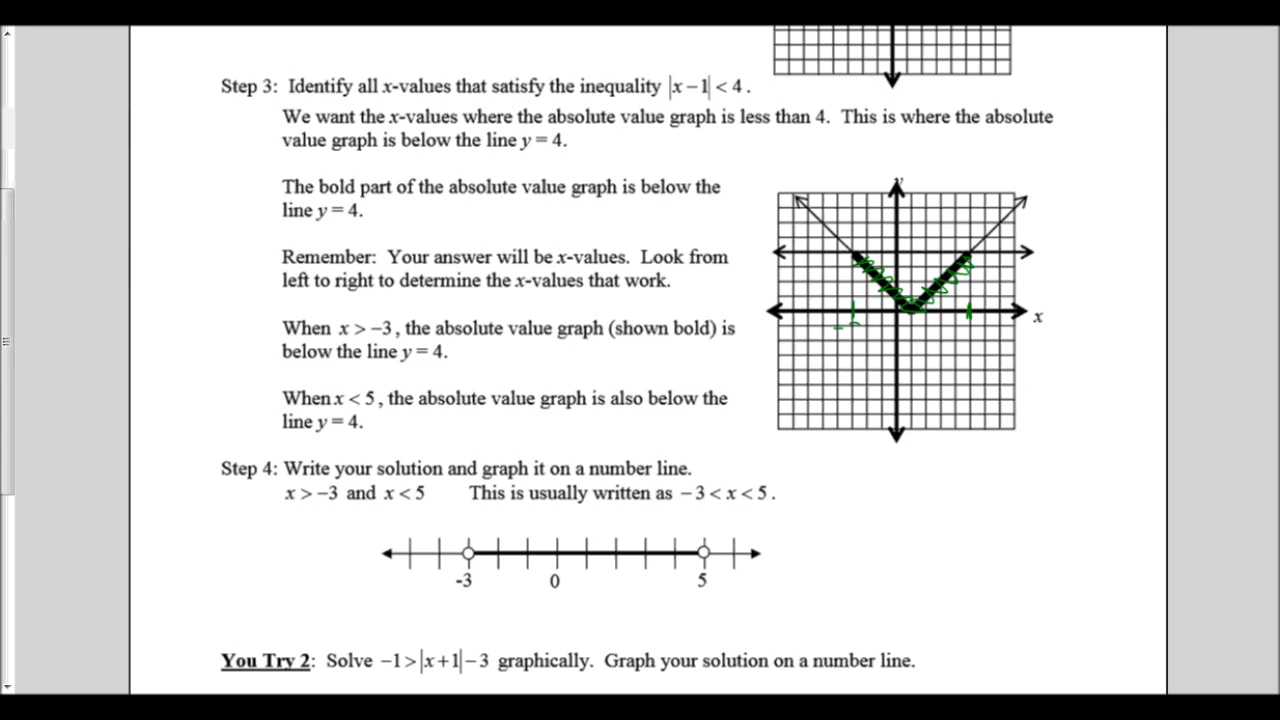 Step 3: Identify all x-values that satisfy the inequality |x−1| < 4.
We want the x-values where the absolute value graph is less than 4. This is where the absolute
value graph is below the line y = 4.
The bold part of the absolute value graph is below the
line y = 4.
Remember: Your answer will be x-values. Look from
left to right to determine the x-values that work.
When x > −3, the absolute value graph (shown bold) is
below the line y = 4.
When x < 5, the absolute value graph is also below the
line y = 4.
y
x
Step 4: Write your solution and graph it on a number line.
x > −3 and x < 5 This is usually written as −3 < x < 5.
-3 0 5
You Try 2: Solve −1 > |x+1| − 3 graphically. Graph your solution on a number line.